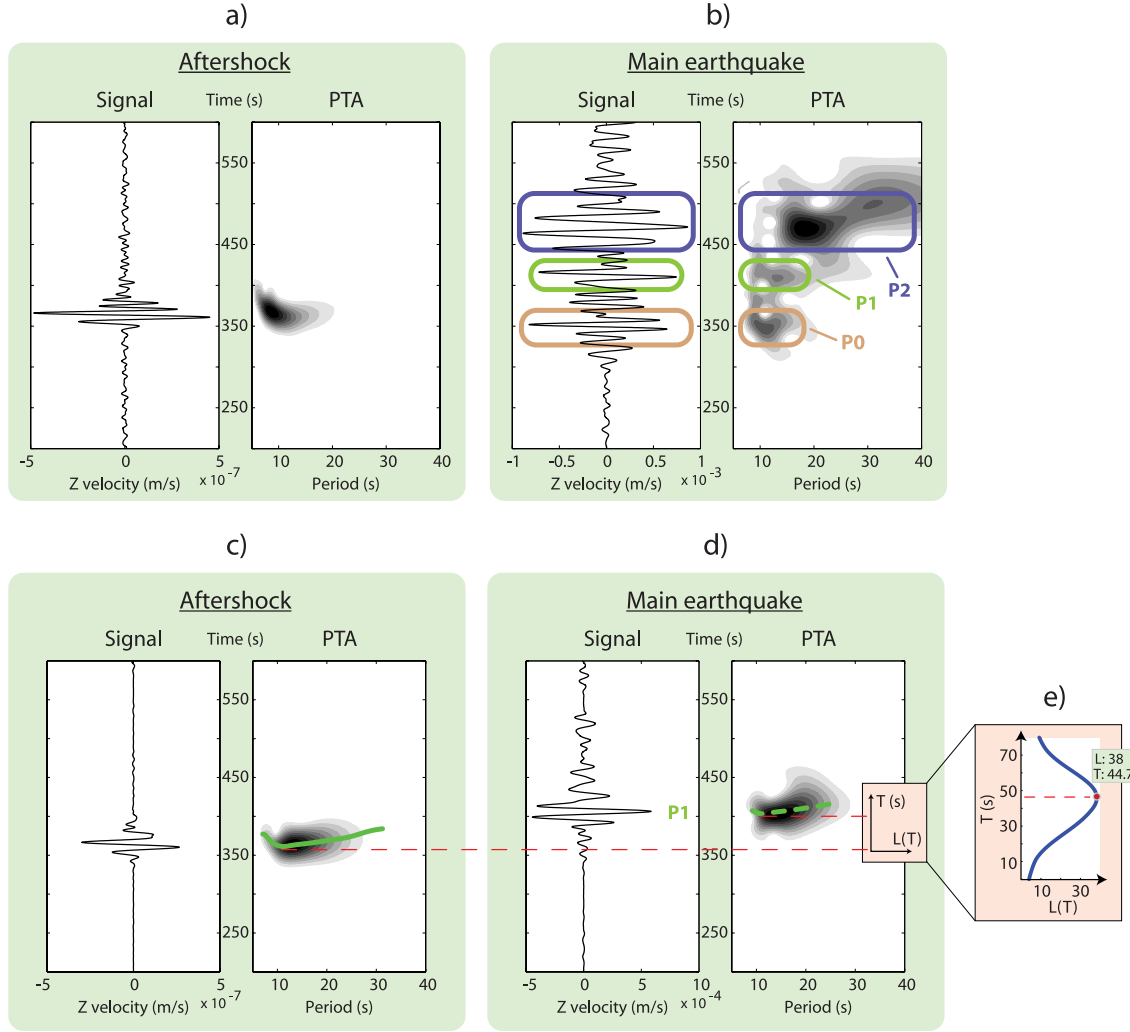 a)
b)
Aftershock
Main earthquake
Signal Time (s) PTA
Signal Time (s) PTA
550
450
350
250
-5 0 5
10 20 30 40
Z velocity (m/s) x 10⁻⁷ Period (s)
550
450
350
250
P2
P1
P0
-1 -0.5 0 0.5 1
10 20 30 40
Z velocity (m/s) x 10⁻³ Period (s)
c)
d)
Aftershock
Main earthquake
Signal Time (s) PTA
Signal Time (s) PTA
550
450
350
250
-5 0 5
10 20 30 40
Z velocity (m/s) x 10⁻⁷ Period (s)
550
450
350
250
P1
T (s)
L(T)
-5 0 5
10 20 30 40
Z velocity (m/s) x 10⁻⁴ Period (s)
e)
70
50
30
10
T (s)
L: 38
T: 44.7
10 30
L(T)